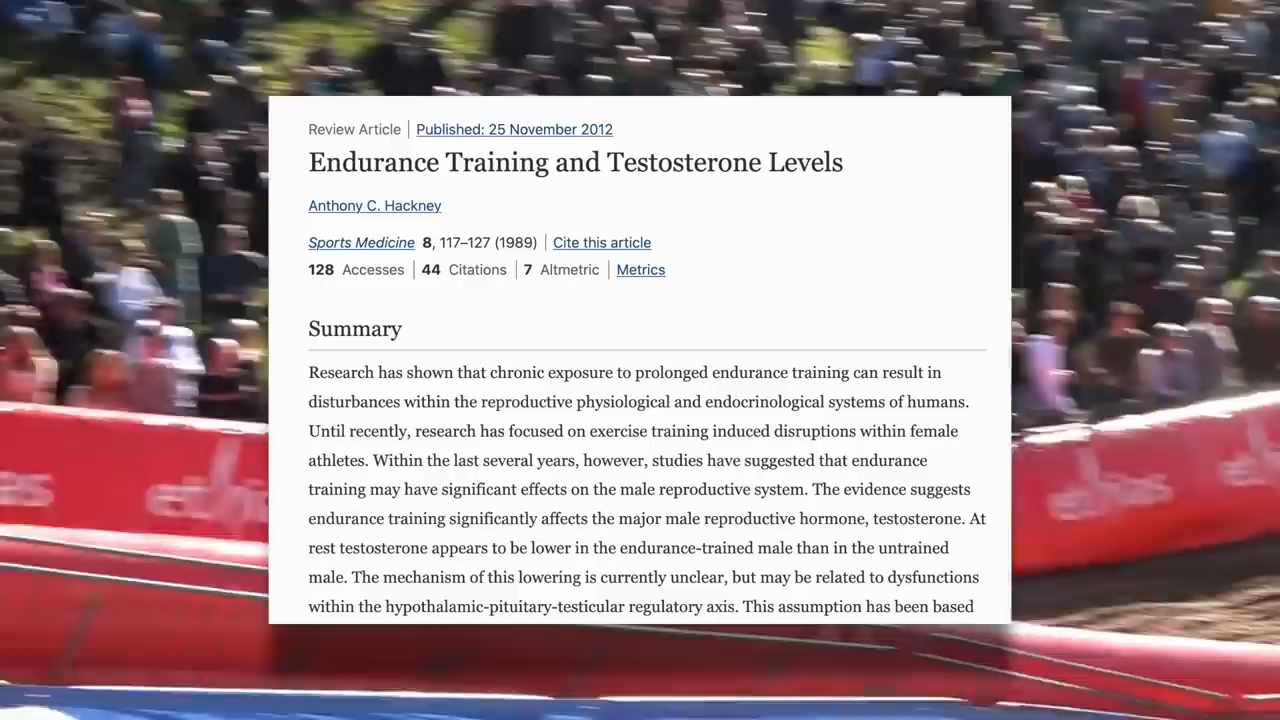 Review Article | Published: 25 November 2012
Endurance Training and Testosterone Levels
Anthony C. Hackney
Sports Medicine 8, 117–127 (1989) | Cite this article
128 Accesses | 44 Citations | 7 Altmetric | Metrics
Summary
Research has shown that chronic exposure to prolonged endurance training can result in
disturbances within the reproductive physiological and endocrinological systems of humans.
Until recently, research has focused on exercise training induced disruptions within female
athletes. Within the last several years, however, studies have suggested that endurance
training may have significant effects on the male reproductive system. The evidence suggests
endurance training significantly affects the major male reproductive hormone, testosterone. At
rest testosterone appears to be lower in the endurance-trained male than in the untrained
male. The mechanism of this lowering is currently unclear, but may be related to dysfunctions
within the hypothalamic-pituitary-testicular regulatory axis. This assumption has been based